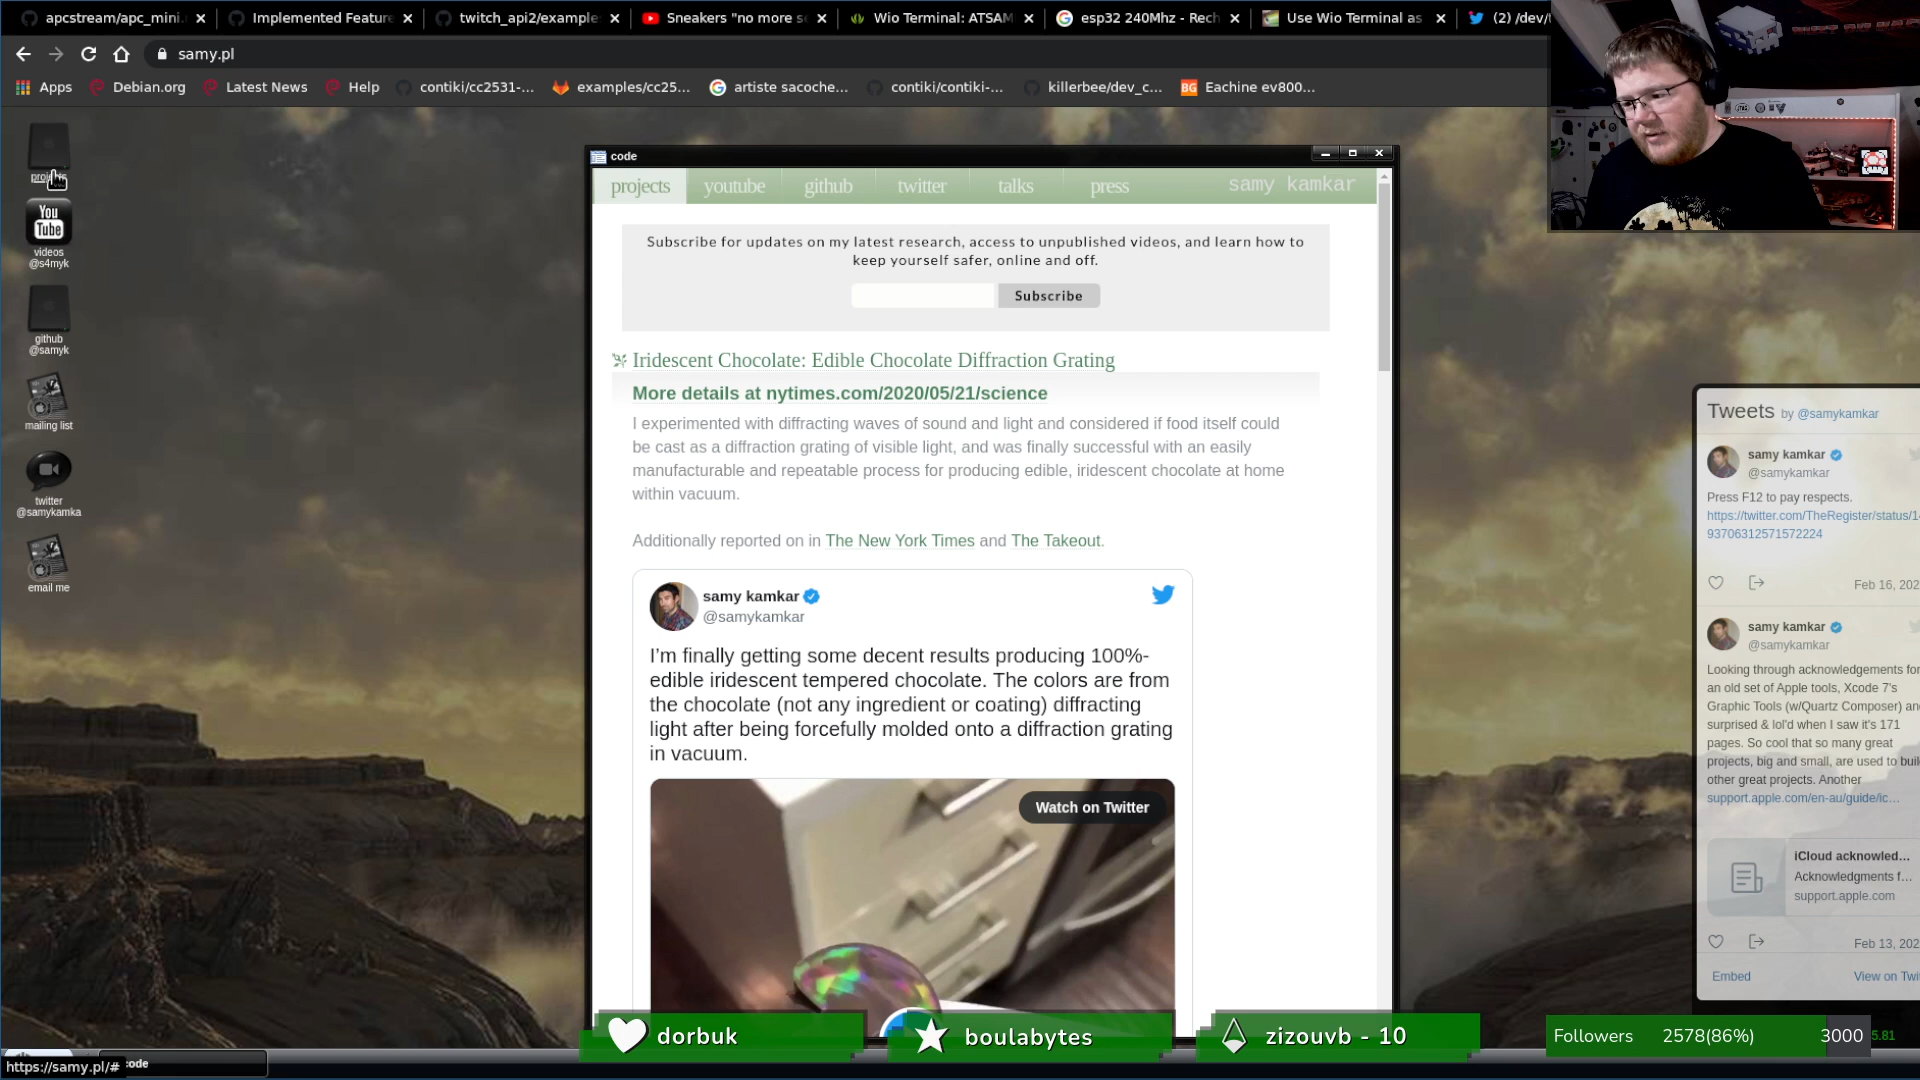 apcstream/apc_mini.
Implemented Feature
twitch_api2/example
Sneakers "no more s
Wio Terminal: ATSAM
esp32 240Mhz - Rech
Use Wio Terminal as
(2) /dev/
samy.pl
Apps
Debian.org
Latest News
Help
contiki/cc2531-...
examples/cc25...
artiste sacoche...
contiki/contiki-...
killerbee/dev_c...
BG
Eachine ev800...
You
Tube
videos
@s4myk
github
@samyk
mailing list
twitter
@samykamka
email me
code
projects
youtube
github
twitter
talks
press
samy kamkar
Subscribe for updates on my latest research, access to unpublished videos, and learn how to
keep yourself safer, online and off.
Subscribe
Iridescent Chocolate: Edible Chocolate Diffraction Grating
More details at nytimes.com/2020/05/21/science
I experimented with diffracting waves of sound and light and considered if food itself could
be cast as a diffraction grating of visible light, and was finally successful with an easily
manufacturable and repeatable process for producing edible, iridescent chocolate at home
within vacuum.
Additionally reported on in The New York Times and The Takeout.
samy kamkar
@samykamkar
I'm finally getting some decent results producing 100%-
edible iridescent tempered chocolate. The colors are from
the chocolate (not any ingredient or coating) diffracting
light after being forcefully molded onto a diffraction grating
in vacuum.
Watch on Twitter
Tweets by @samykamkar
samy kamkar
@samykamkar
Press F12 to pay respects.
https://twitter.com/TheRegister/status/1
93706312571572224
Feb 16, 202
samy kamkar
@samykamkar
Looking through acknowledgements for
an old set of Apple tools, Xcode 7's
Graphic Tools (w/Quartz Composer) and
surprised & lol'd when I saw it's 171
pages. So cool that so many great
projects, big and small, are used to buil
other great projects. Another
support.apple.com/en-au/guide/ic...
iCloud acknowled...
Acknowledgments f...
support.apple.com
Feb 13, 202
Embed
View on Twi
dorbuk
boulabytes
zizouvb - 10
Followers 2578(86%) 3000
5.81
https://samy.pl/#
code